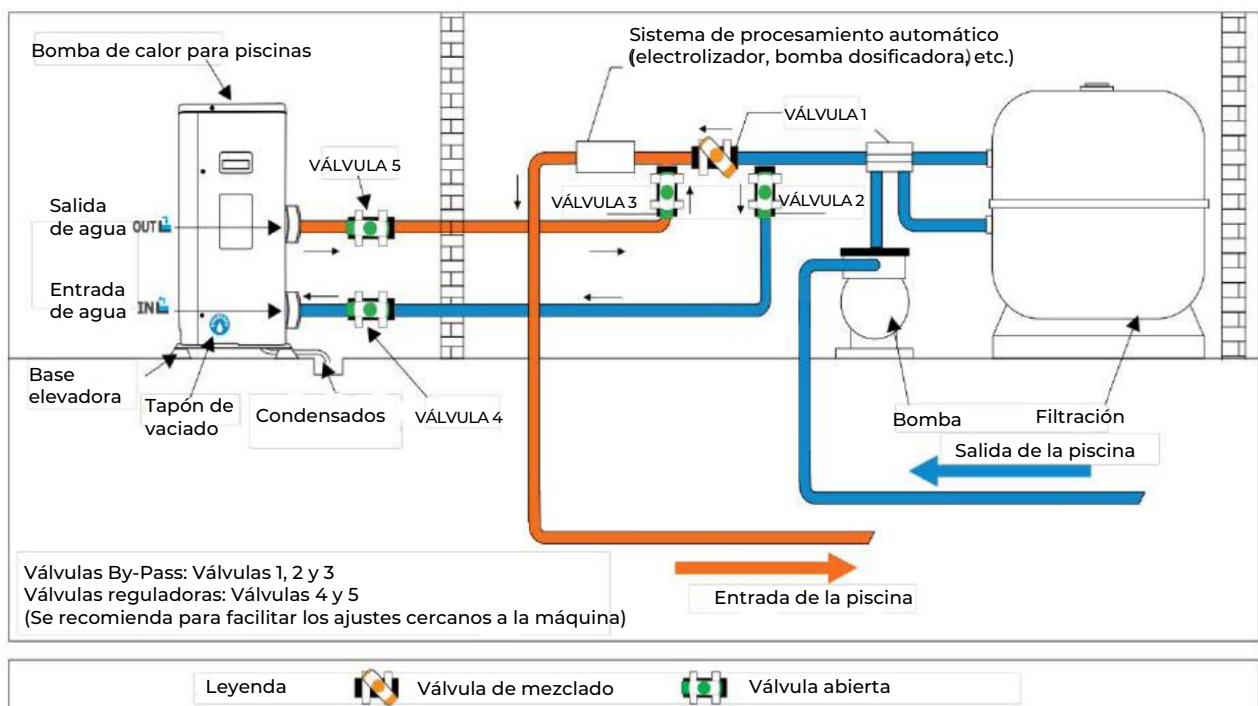 Bomba de calor para piscinas
Sistema de procesamiento automático
(electrolizador, bomba dosificadora, etc.)
VÁLVULA 1
VÁLVULA 5
VÁLVULA 3
VÁLVULA 2
Salida
de agua
OUT
Entrada
de agua
IN
Base
elevadora
Tapón de
vaciado
Condensados
VÁLVULA 4
Bomba
Filtración
Salida de la piscina
Entrada de la piscina
Válvulas By-Pass: Válvulas 1, 2 y 3
Válvulas reguladoras: Válvulas 4 y 5
(Se recomienda para facilitar los ajustes cercanos a la máquina)
Leyenda
Válvula de mezclado
Válvula abierta